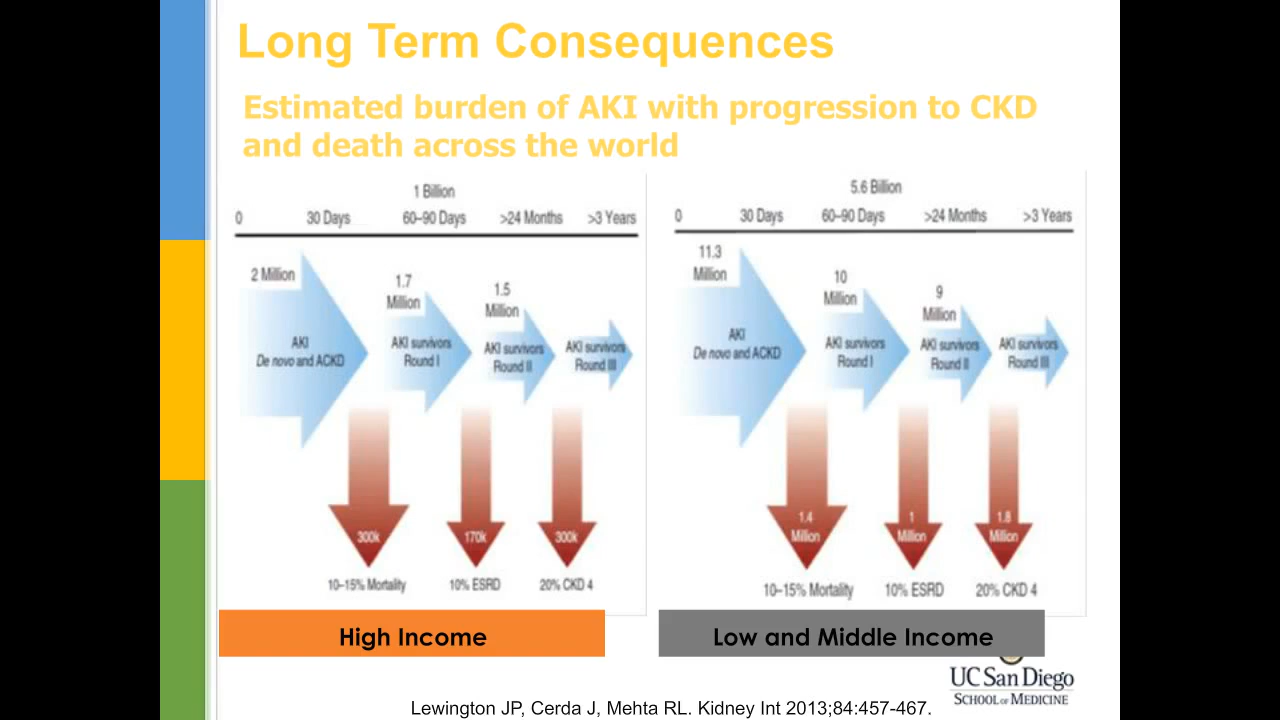 Long Term Consequences
Estimated burden of AKI with progression to CKD
and death across the world
1 Billion
0 30 Days 60–90 Days >24 Months >3 Years
2 Million
1.7
Million
1.5
Million
AKI
De novo and ACKD
AKI survivors
Round I
AKI survivors
Round II
AKI survivors
Round III
300k 170k 300k
10–15% Mortality 10% ESRD 20% CKD 4
High Income
5.6 Billion
0 30 Days 60–90 Days >24 Months >3 Years
11.3
Million
10
Million
9
Million
AKI
De novo and ACKD
AKI survivors
Round I
AKI survivors
Round II
AKI survivors
Round III
1.4
Million
1
Million
1.8
Million
10–15% Mortality 10% ESRD 20% CKD 4
Low and Middle Income
UC San Diego
SCHOOL OF MEDICINE
Lewington JP, Cerda J, Mehta RL. Kidney Int 2013;84:457-467.